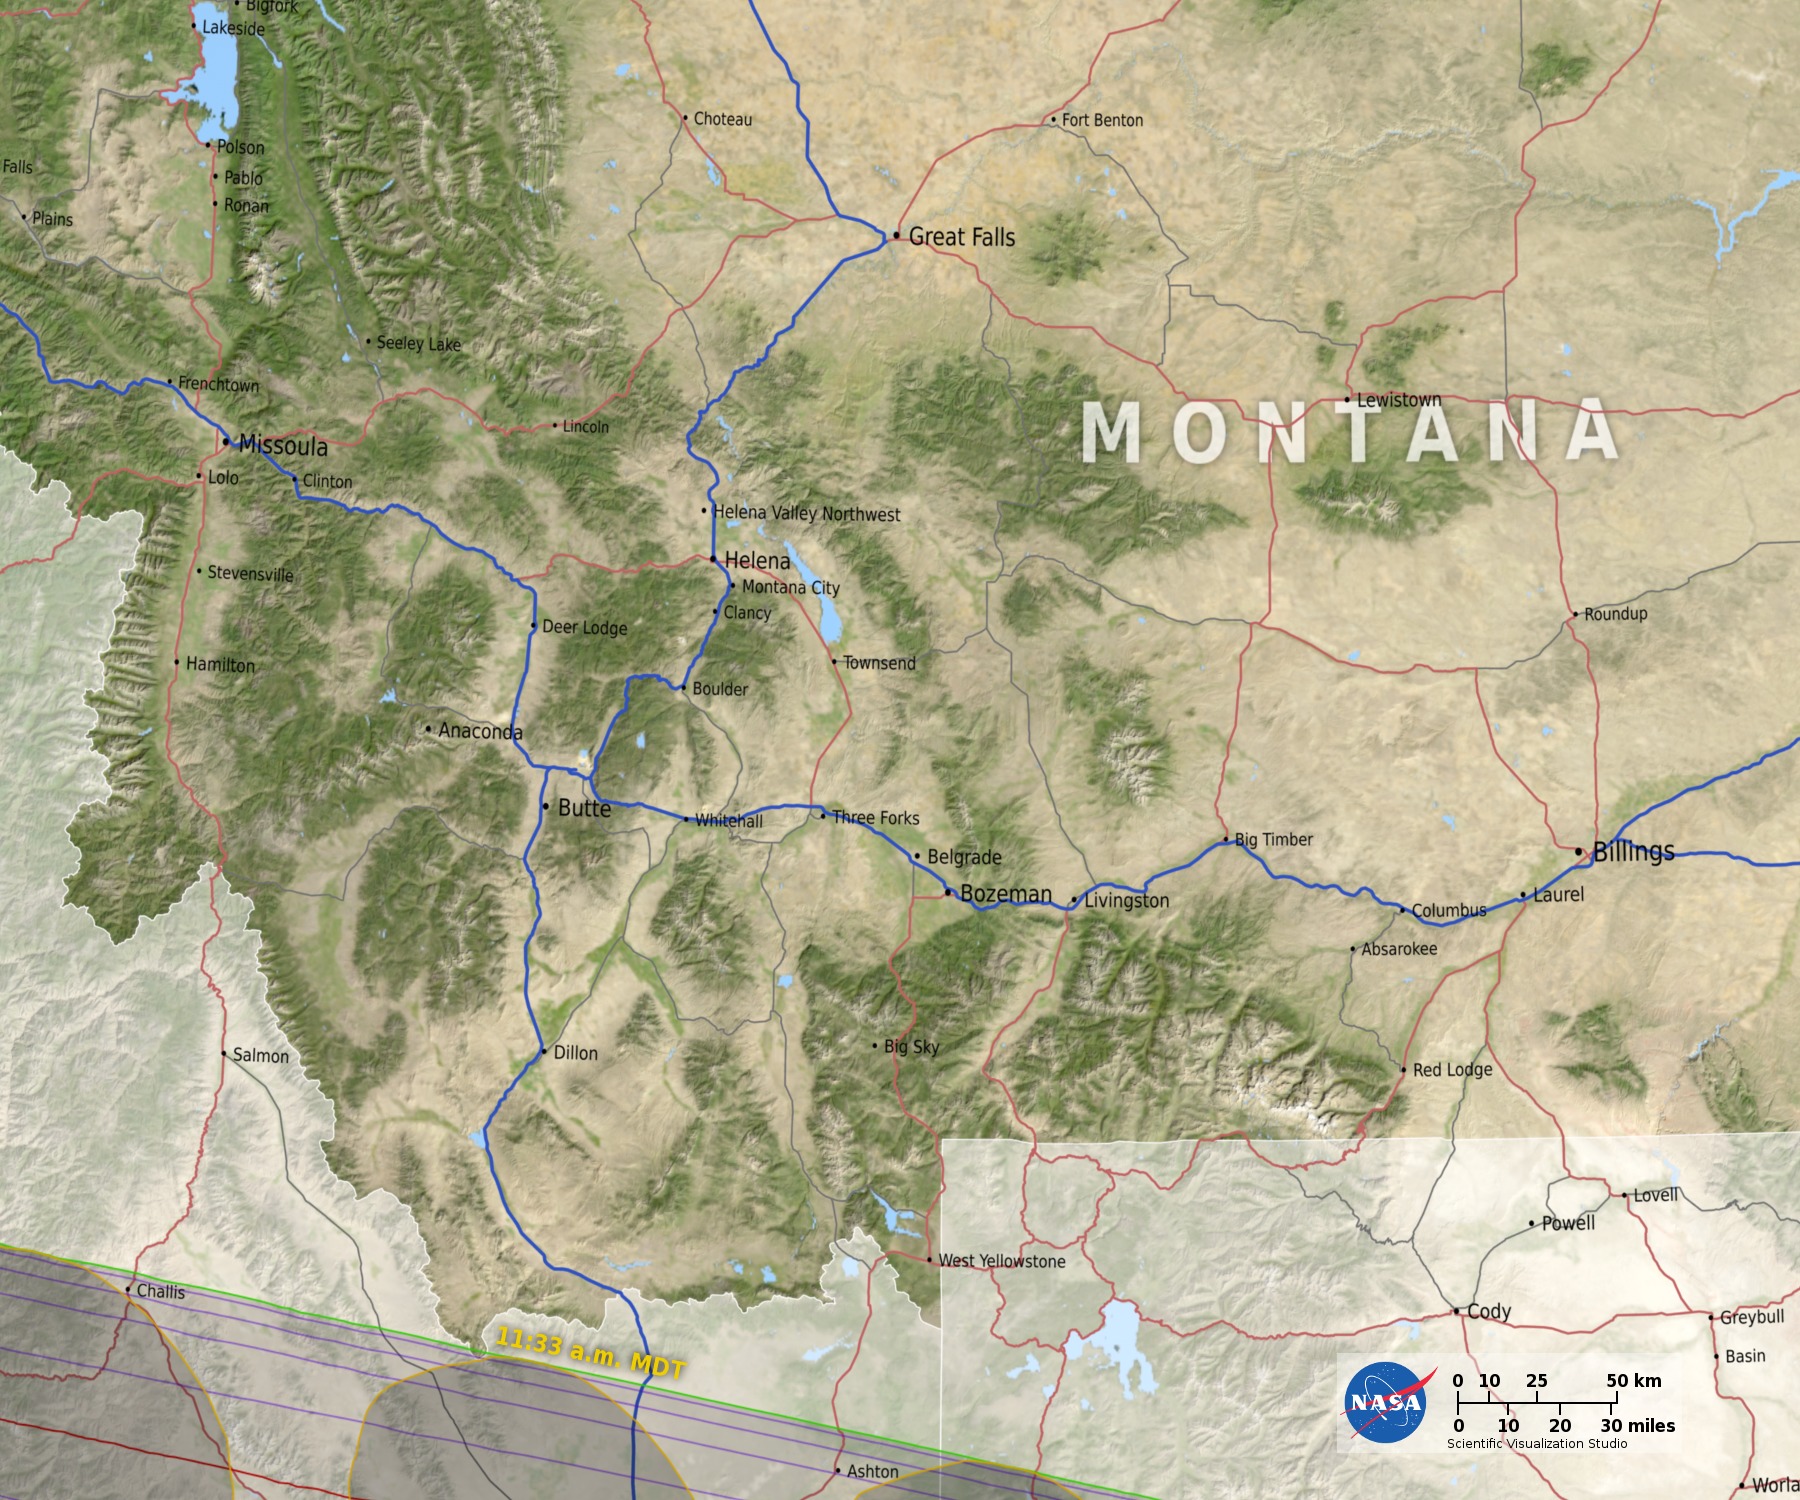 Bigfork
Lakeside
Choteau
Fort Benton
Polson
Falls
Pablo
Ronan
Plains
Great Falls
Seeley Lake
Frenchtown
Lewistown
MONTANA
Lincoln
Missoula
Lolo
Clinton
Helena Valley Northwest
Helena
Stevensville
Montana City
Clancy
Roundup
Deer Lodge
Hamilton
Townsend
Boulder
Anaconda
Butte
Whitehall
Three Forks
Big Timber
Belgrade
Billings
Bozeman
Livingston
Laurel
Columbus
Absarokee
Big Sky
Dillon
Salmon
Red Lodge
Lovell
Powell
West Yellowstone
Challis
Cody
Greybull
11:33 a.m. MDT
Basin
Ashton
NASA
0 10 25 50 km
0 10 20 30 miles
Scientific Visualization Studio
Worla